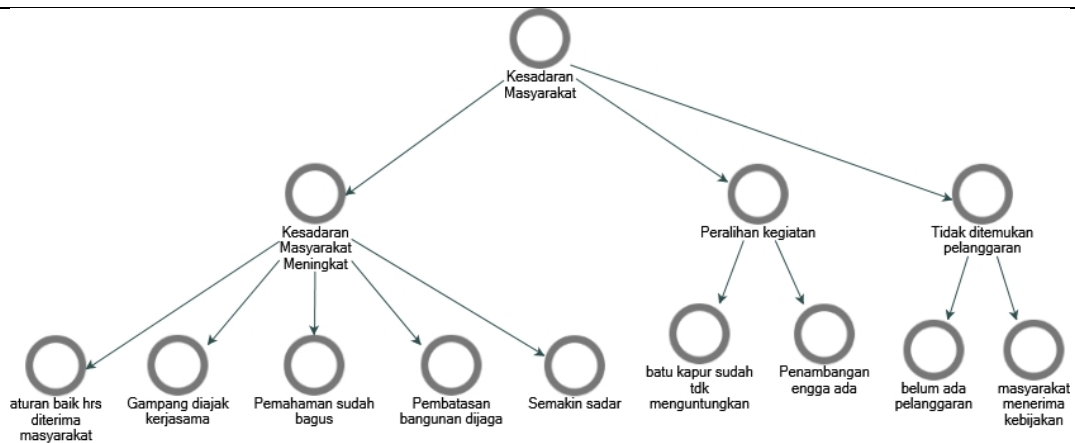 Kesadaran
Masyarakat
Kesadaran
Masyarakat
Meningkat
Peralihan kegiatan
Tidak ditemukan
pelanggaran
aturan baik hrs
diterima
masyarakat
Gampang diajak
kerjasama
Pemahaman sudah
bagus
Pembatasan
bangunan dijaga
Semakin sadar
batu kapur sudah
tdk
menguntungkan
Penambangan
engga ada
belum ada
pelanggaran
masyarakat
menerima
kebijakan